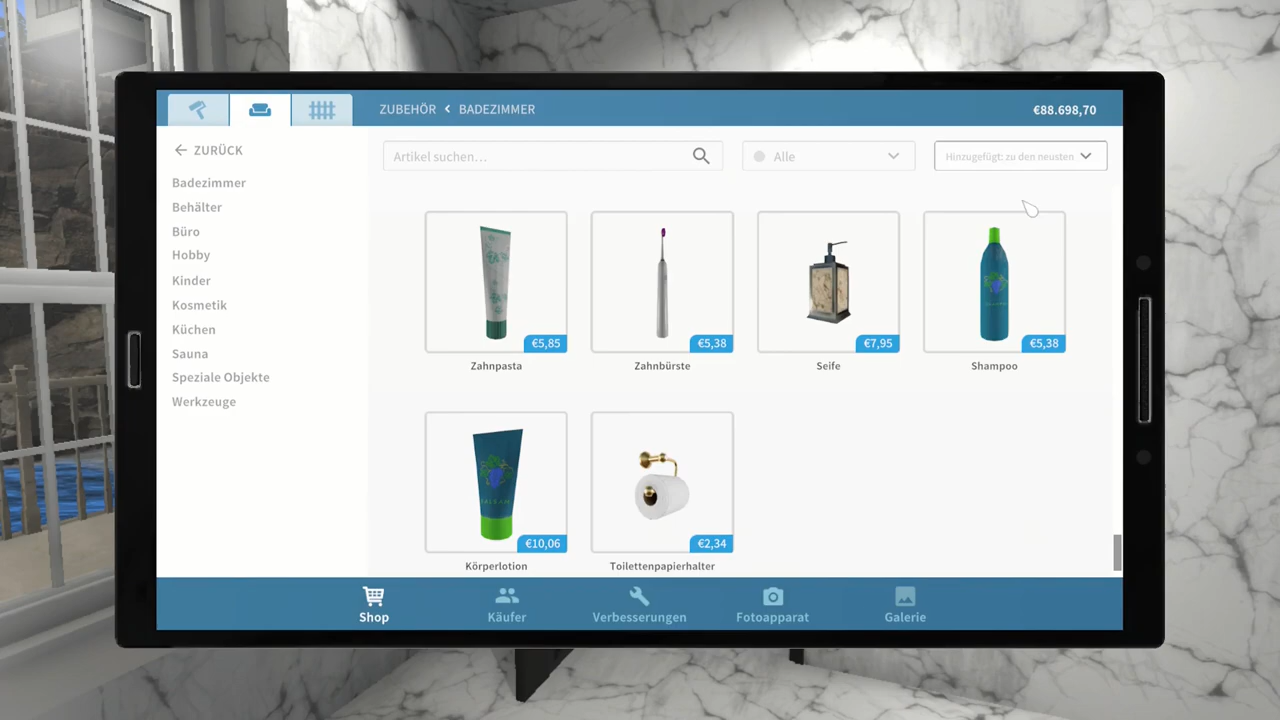 ZUBEHÖR < BADEZIMMER
€88.698,70
ZURÜCK
Artikel suchen...
Alle
Hinzugefügt: zu den neusten
Badezimmer
Behälter
Büro
Hobby
Kinder
Kosmetik
Küchen
Sauna
Speziale Objekte
Werkzeuge
€5,85
€5,38
€7,95
€5,38
Zahnpasta
Zahnbürste
Seife
Shampoo
€10,06
€2,34
Körperlotion
Toilettenpapierhalter
Shop
Käufer
Verbesserungen
Fotoapparat
Galerie